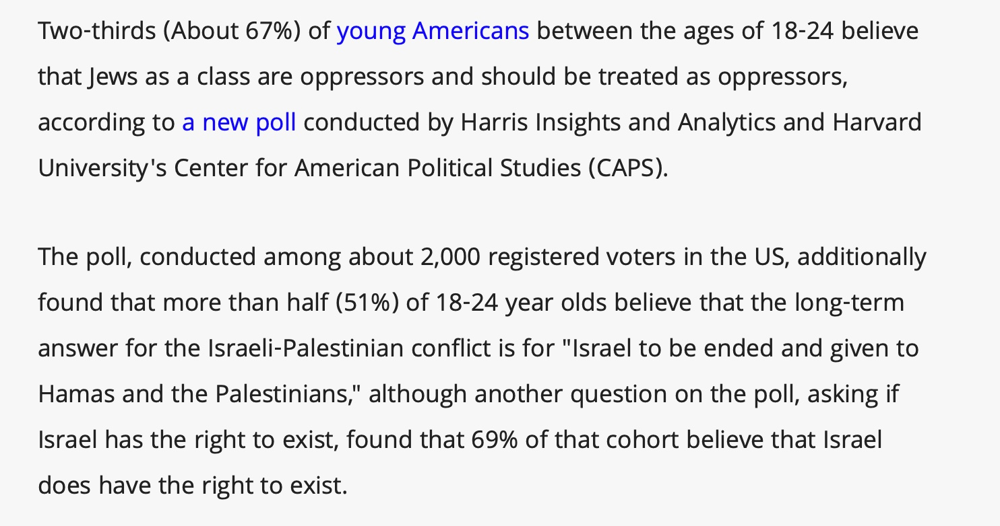 Two-thirds (About 67%) of young Americans between the ages of 18-24 believe
that Jews as a class are oppressors and should be treated as oppressors,
according to a new poll conducted by Harris Insights and Analytics and Harvard
University's Center for American Political Studies (CAPS).
The poll, conducted among about 2,000 registered voters in the US, additionally
found that more than half (51%) of 18-24 year olds believe that the long-term
answer for the Israeli-Palestinian conflict is for "Israel to be ended and given to
Hamas and the Palestinians," although another question on the poll, asking if
Israel has the right to exist, found that 69% of that cohort believe that Israel
does have the right to exist.